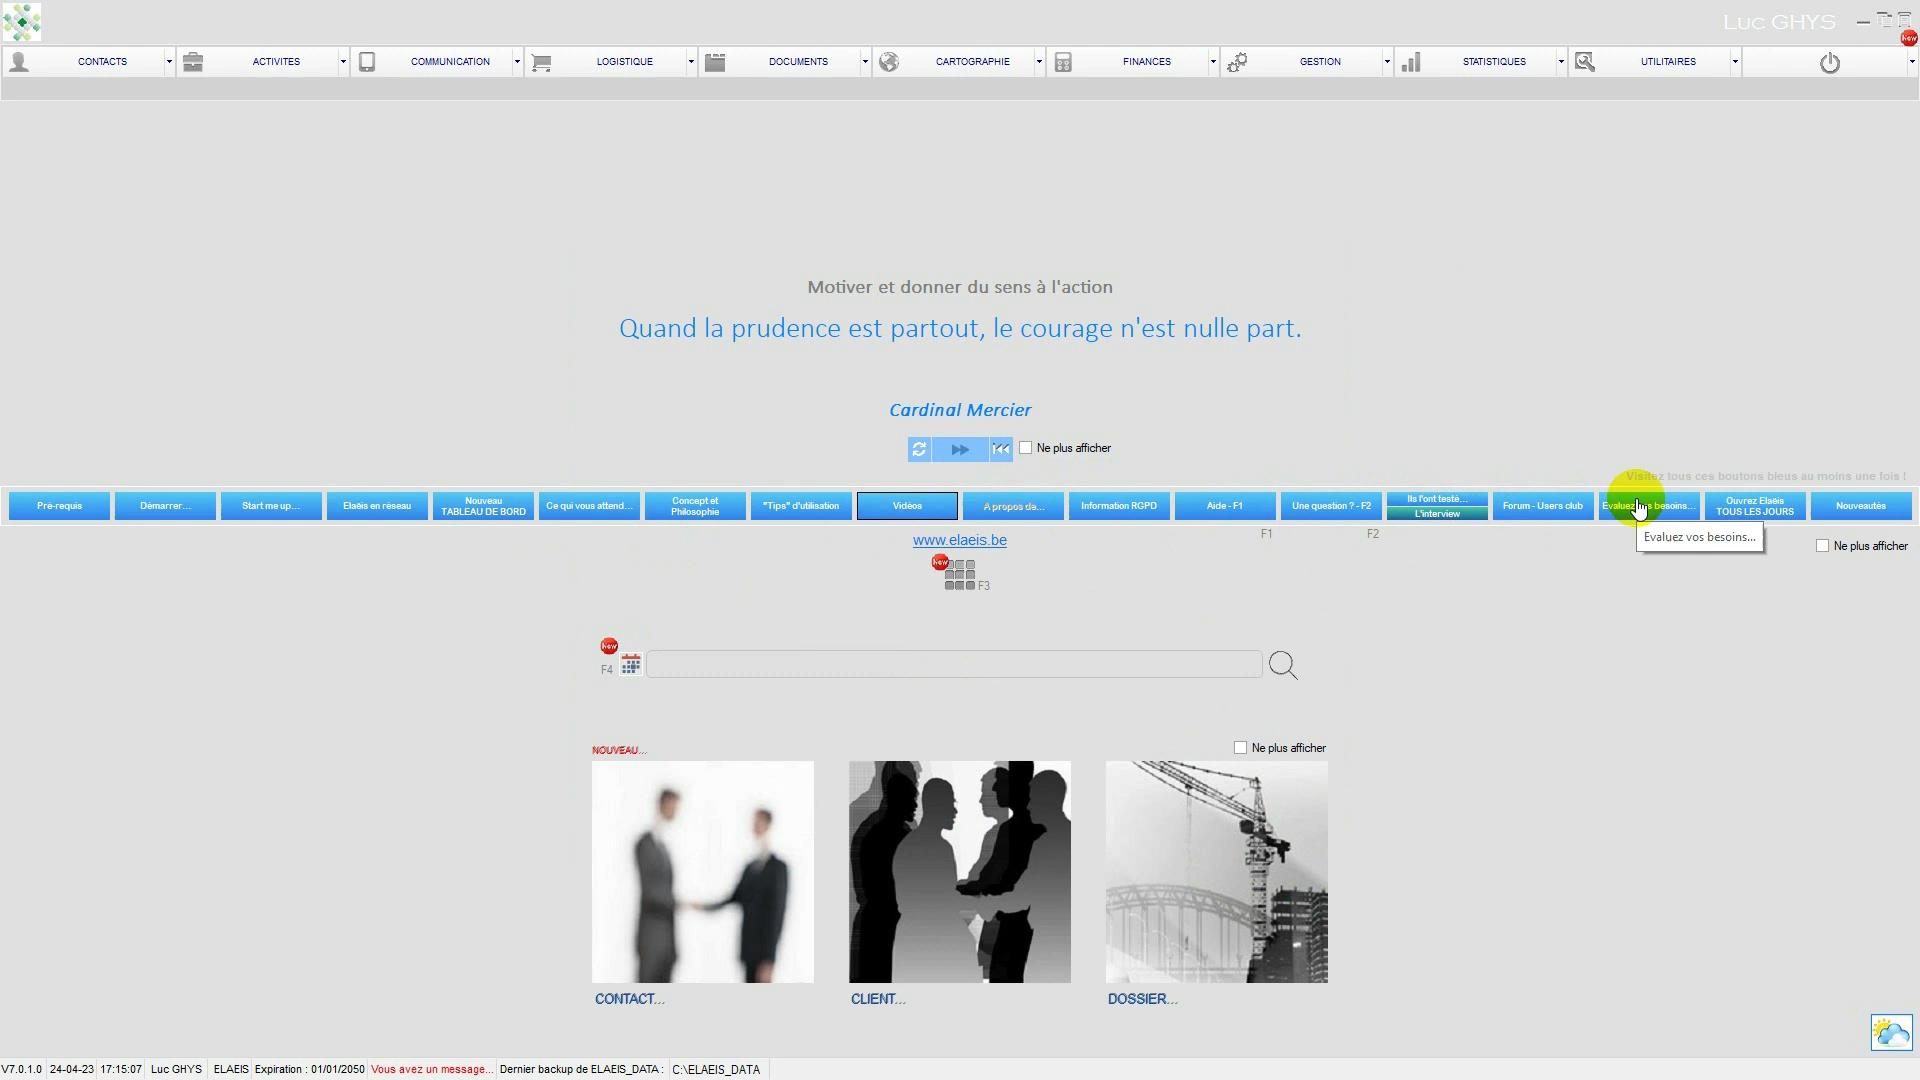 Luc GHYS
New
CONTACTS
ACTIVITES
COMMUNICATION
LOGISTIQUE
DOCUMENTS
CARTOGRAPHIE
FINANCES
GESTION
STATISTIQUES
UTILITAIRES
Motiver et donner du sens à l'action
Quand la prudence est partout, le courage n'est nulle part.
Cardinal Mercier
Ne plus afficher
Visitez tous ces boutons bleus au moins une fois !
Pré-requis
Démarrer...
Start me up...
Elaëis en réseau
Nouveau
TABLEAU DE BORD
Ce qui vous attend...
Concept et
Philosophie
"Tips" d'utilisation
Vidéos
A propos de...
Information RGPD
Aide - F1
Une question ? - F2
Ils l'ont testé...
L'interview
Forum - Users club
Evaluez vos besoins...
Ouvrez Elaëis
TOUS LES JOURS
Nouveautés
F1
F2
Evaluez vos besoins...
Ne plus afficher
www.elaeis.be
New
F3
New
F4
NOUVEAU...
Ne plus afficher
CONTACT...
CLIENT...
DOSSIER...
V7.0.1.0 24-04-23 17:15:07 Luc GHYS ELAEIS Expiration : 01/01/2050 Vous avez un message... Dernier backup de ELAEIS_DATA : C:\ELAEIS_DATA